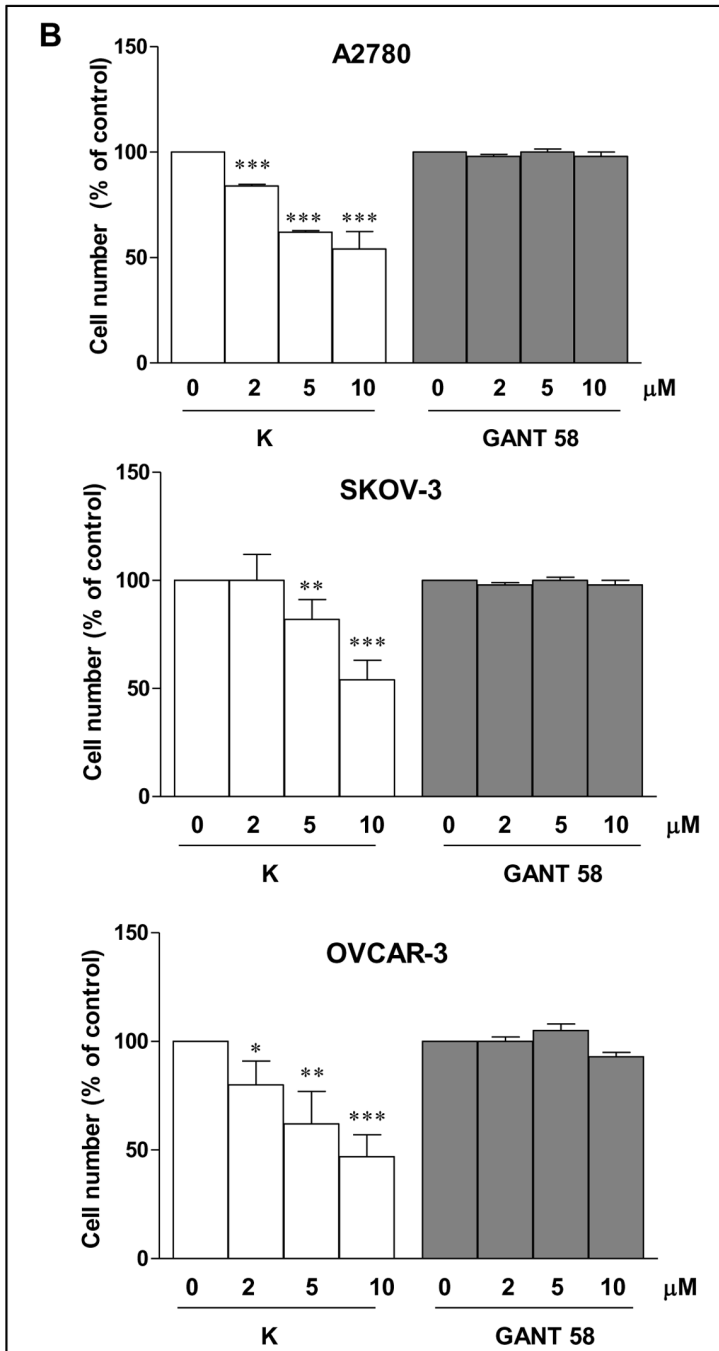 B
A2780
Cell number (% of control)
150
100
50
0
***
***
***
0 2 5 10 0 2 5 10 μM
K GANT 58
SKOV-3
Cell number (% of control)
150
100
50
0
**
***
0 2 5 10 0 2 5 10 μM
K GANT 58
OVCAR-3
Cell number (% of control)
150
100
50
0
*
**
***
0 2 5 10 0 2 5 10 μM
K GANT 58